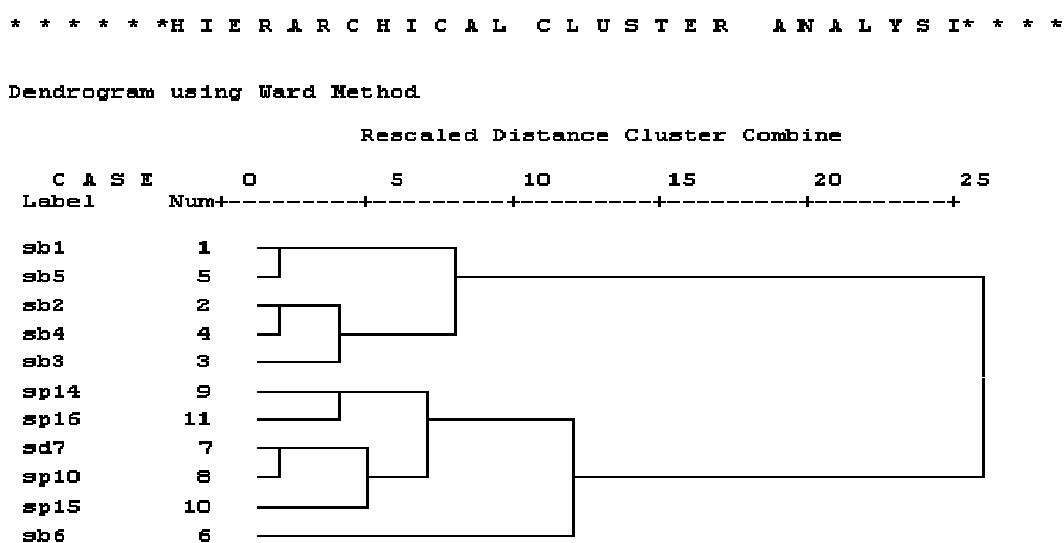 * * * * * *H I E R A R C H I C A L C L U S T E R A N A L Y S I* * * *
Dendrogram using Ward Method
Rescaled Distance Cluster Combine
C A S E 0 5 10 15 20 25
Label Num+---------+---------+---------+---------+---------+
sb1 1
sb5 5
sb2 2
sb4 4
sb3 3
sp14 9
sp16 11
sd7 7
sp10 8
sp15 10
sb6 6